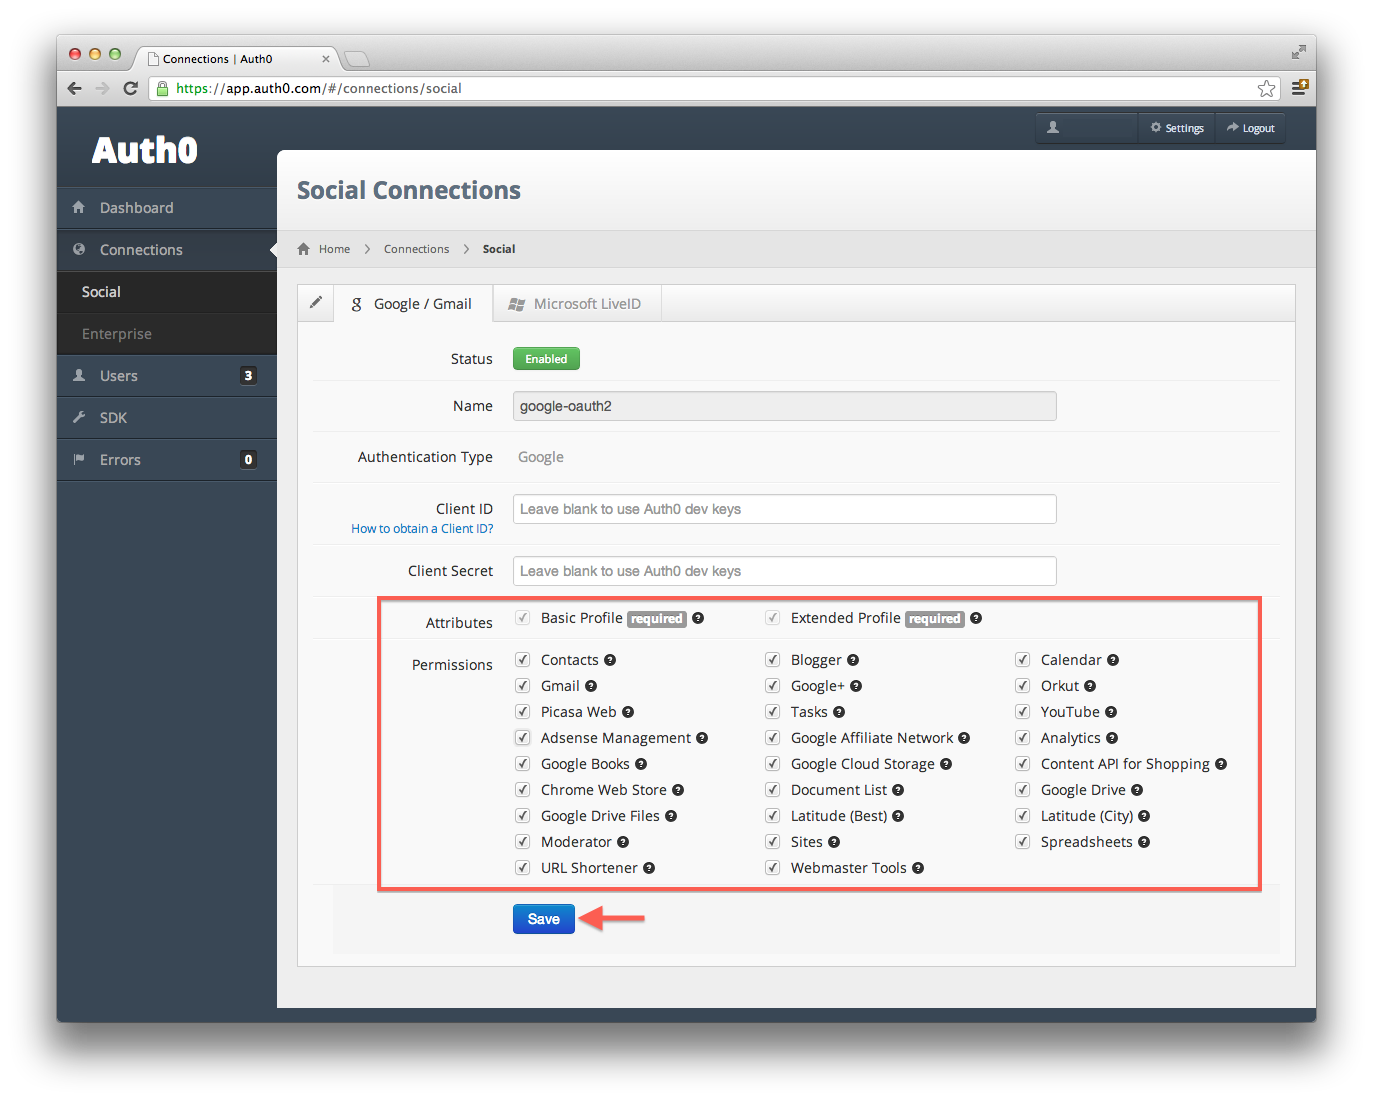 Connections | Auth0
https://app.auth0.com/#/connections/social
Settings
Logout
Auth0
Social Connections
Dashboard
Connections
Social
Enterprise
Users 3
SDK
Errors 0
Home Connections Social
Google / Gmail Microsoft LiveID
Status Enabled
Name google-oauth2
Authentication Type Google
Client ID Leave blank to use Auth0 dev keys
How to obtain a Client ID?
Client Secret Leave blank to use Auth0 dev keys
Attributes Basic Profile required Extended Profile required
Permissions Contacts Blogger Calendar
Gmail Google+ Orkut
Picasa Web Tasks YouTube
Adsense Management Google Affiliate Network Analytics
Google Books Google Cloud Storage Content API for Shopping
Chrome Web Store Document List Google Drive
Google Drive Files Latitude (Best) Latitude (City)
Moderator Sites Spreadsheets
URL Shortener Webmaster Tools
Save